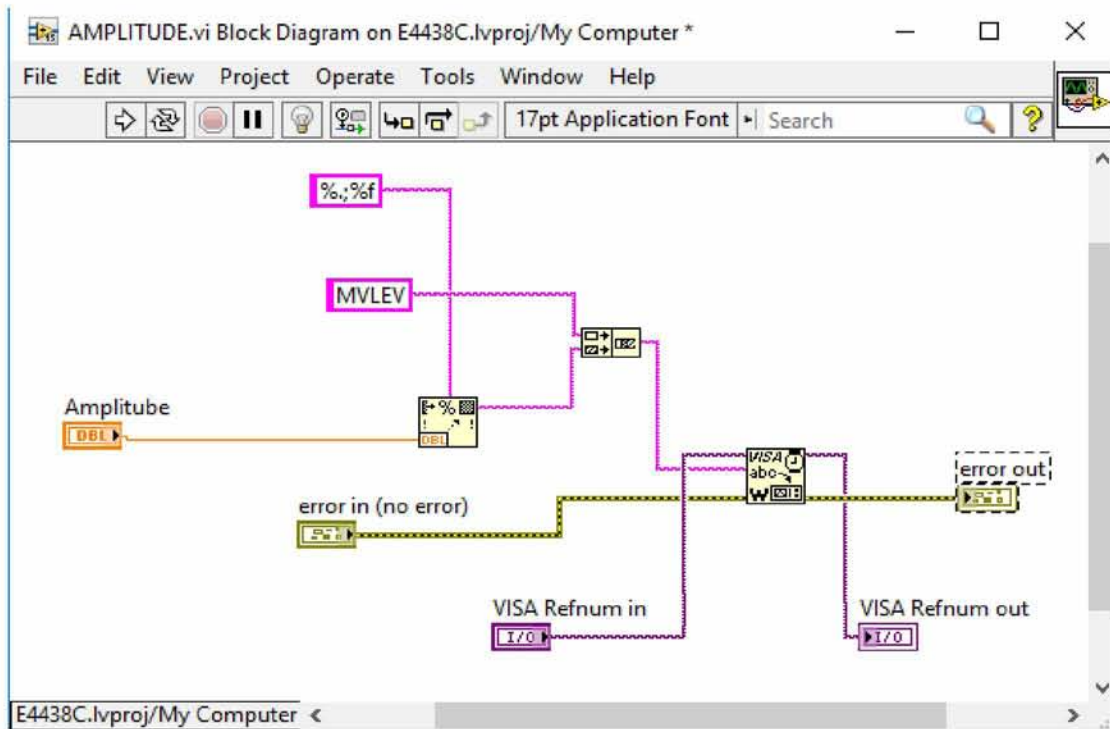 AMPLITUDE.vi Block Diagram on E4438C.lvproj/My Computer *
File Edit View Project Operate Tools Window Help
17pt Application Font Search
%.;%f
MVLEV
Amplitube
DBL
% 
DBL
VISA
abc
W
error out
error in (no error)
VISA Refnum in
VISA Refnum out
I/O
I/O
E4438C.lvproj/My Computer